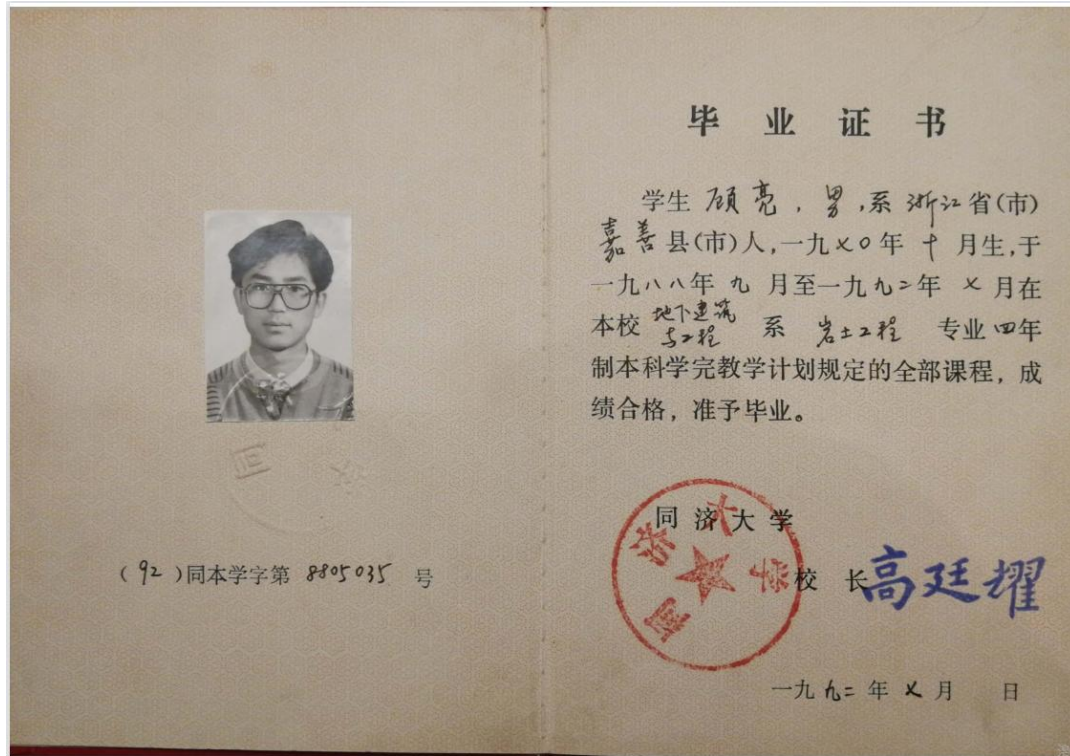 （92）同本学字第 8805035 号
毕业证书
学生 顾亮，男，系浙江省(市)
嘉善县(市)人，一九七〇年十月生，于
一九八八年九月至一九九二年七月在
本校地下建筑与工程系 岩土工程 专业四年
制本科学完教学计划规定的全部课程，成
绩合格，准予毕业。
同济大学
同济大学
校长 高廷耀
一九九二年七月 日